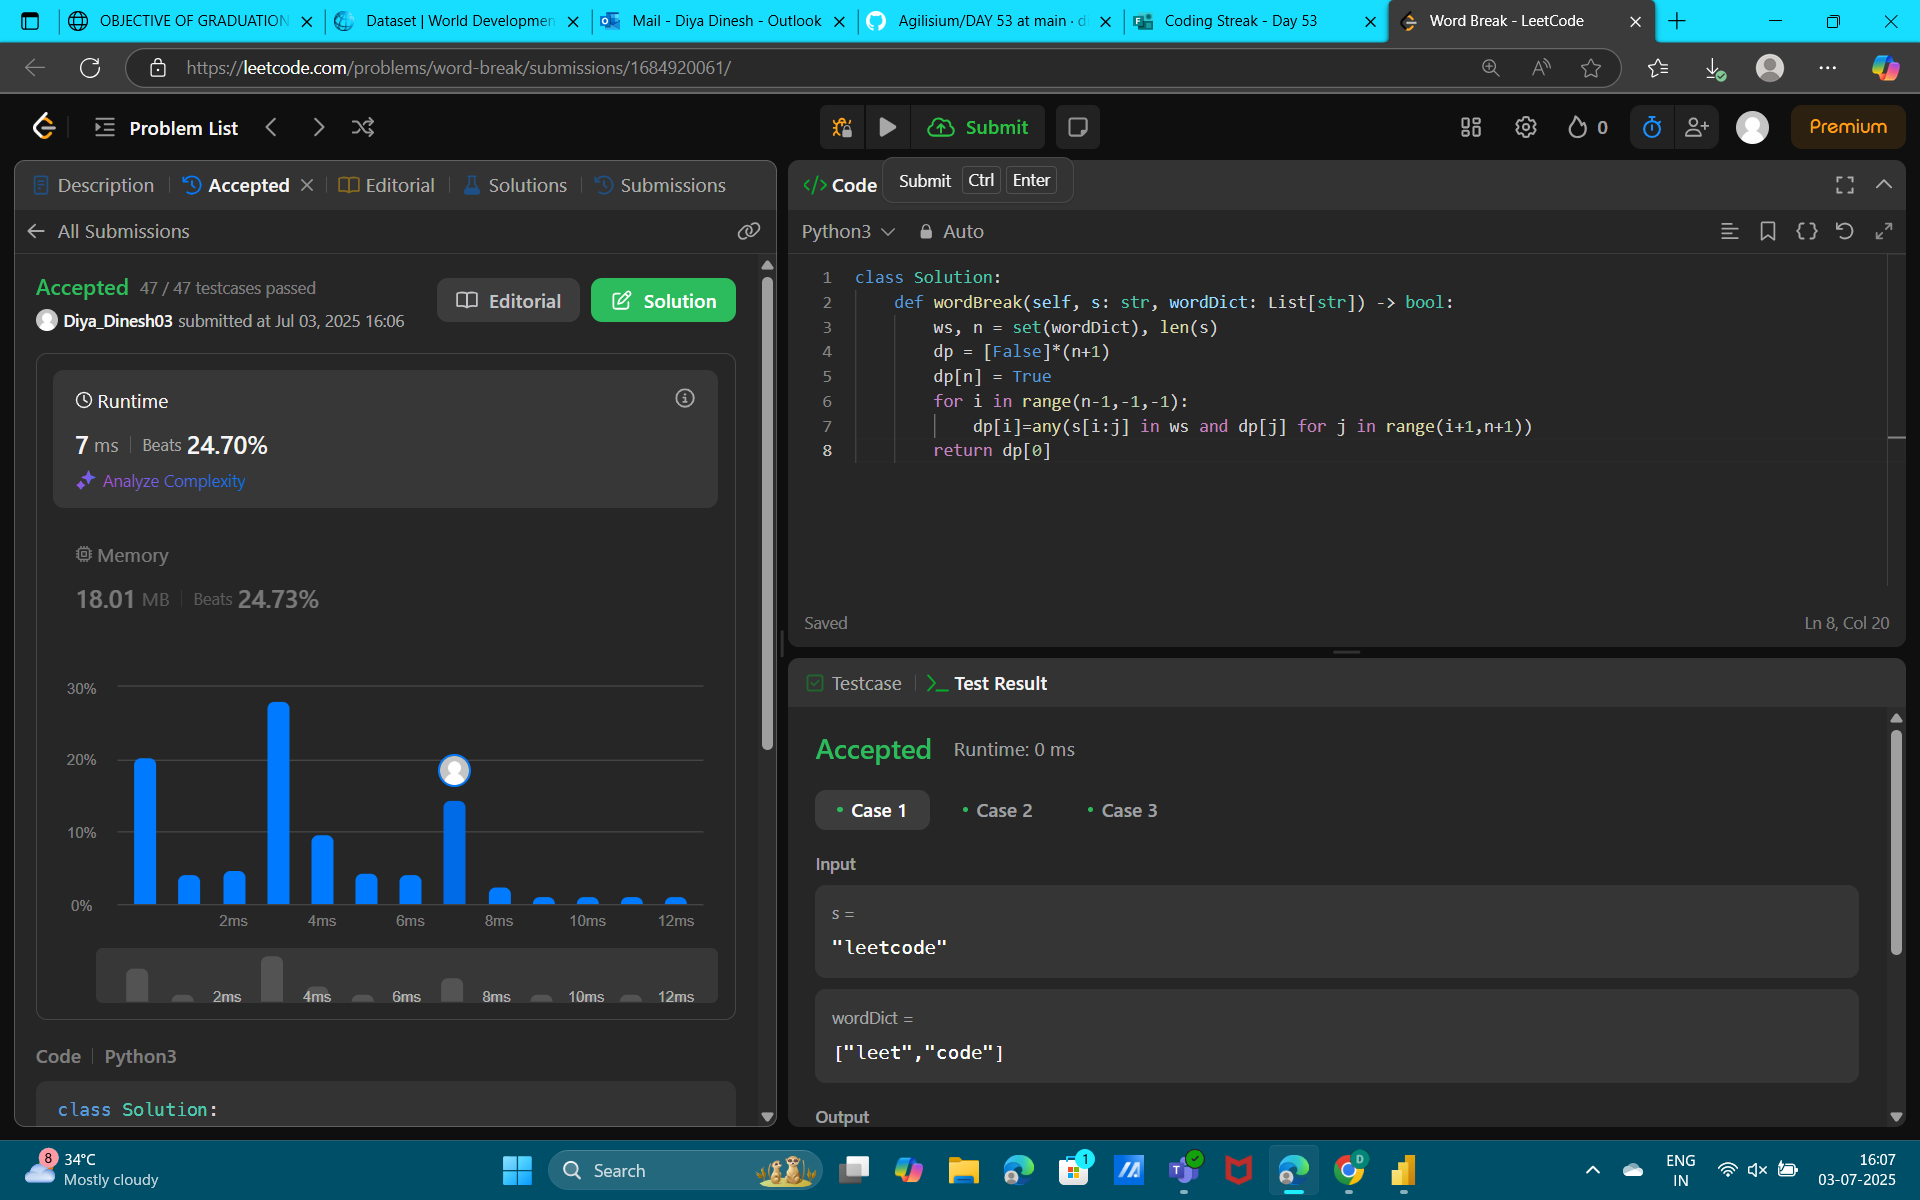 OBJECTIVE OF GRADUATION
Dataset | World Developmen
Mail - Diya Dinesh - Outlook
Agilisium/DAY 53 at main · d
Coding Streak - Day 53
Word Break - LeetCode
https://leetcode.com/problems/word-break/submissions/1684920061/
Problem List
Submit
0
Premium
Description
Accepted
Editorial
Solutions
Submissions
All Submissions
Accepted 47 / 47 testcases passed
Diya_Dinesh03 submitted at Jul 03, 2025 16:06
Editorial
Solution
Runtime
7 ms | Beats 24.70%
Analyze Complexity
Memory
18.01 MB | Beats 24.73%
30%
20%
10%
0%
2ms 4ms 6ms 8ms 10ms 12ms
2ms 4ms 6ms 8ms 10ms 12ms
Code | Python3
class Solution:
</> Code
Submit Ctrl Enter
Python3
Auto
1 class Solution:
2 def wordBreak(self, s: str, wordDict: List[str]) -> bool:
3 ws, n = set(wordDict), len(s)
4 dp = [False]*(n+1)
5 dp[n] = True
6 for i in range(n-1,-1,-1):
7 dp[i]=any(s[i:j] in ws and dp[j] for j in range(i+1,n+1))
8 return dp[0]
Saved
Ln 8, Col 20
Testcase
Test Result
Accepted Runtime: 0 ms
• Case 1 • Case 2 • Case 3
Input
s =
"leetcode"
wordDict =
["leet","code"]
Output
8
34°C
Mostly cloudy
Search
1
D
ENG
IN
16:07
03-07-2025